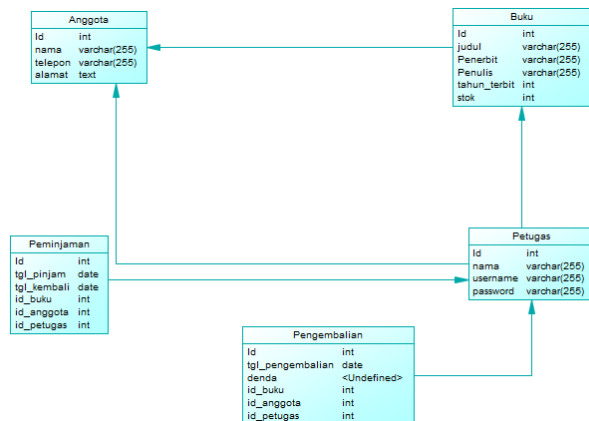 Anggota
Id int
nama varchar(255)
telepon varchar(255)
alamat text
Buku
Id int
judul varchar(255)
Penerbit varchar(255)
Penulis varchar(255)
tahun_terbit int
stok int
Peminjaman
Id int
tgl_pinjam date
tgl_kembali date
id_buku int
id_anggota int
id_petugas int
Petugas
Id int
nama varchar(255)
username varchar(255)
password varchar(255)
Pengembalian
Id int
tgl_pengembalian date
denda <Undefined>
id_buku int
id_anggota int
id_petugas int